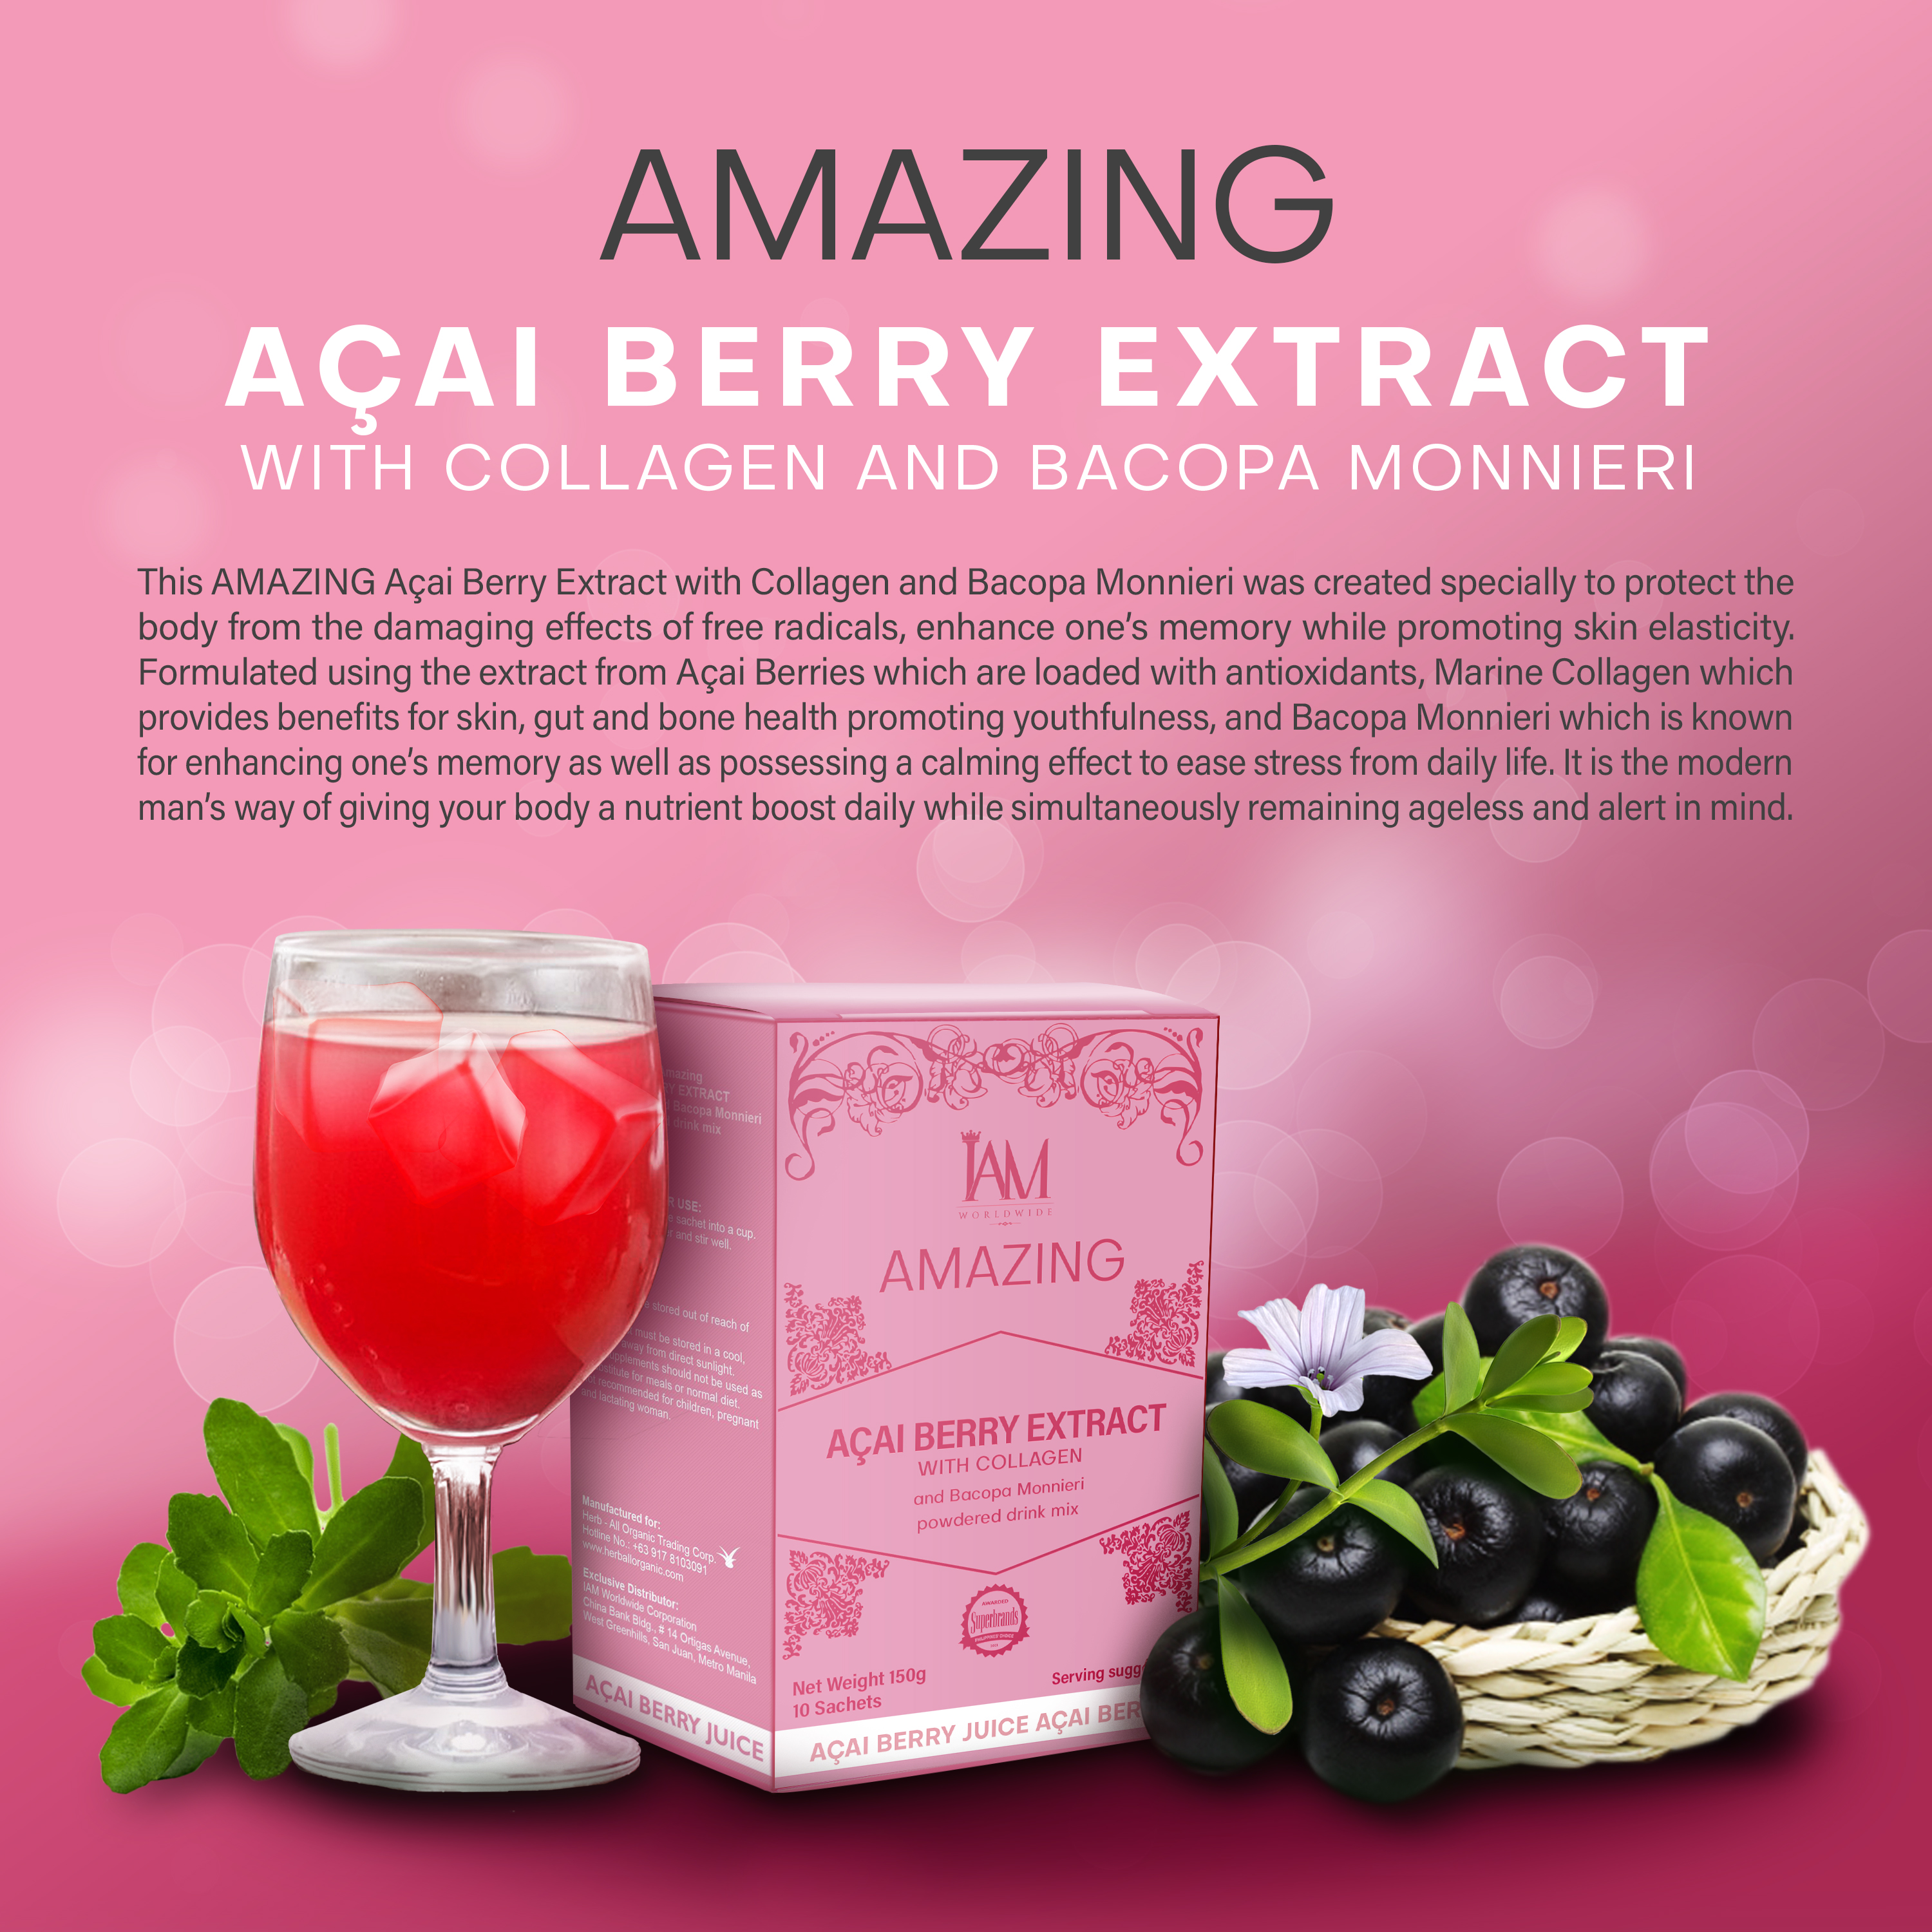 AMAZING
AÇAI BERRY EXTRACT
WITH COLLAGEN AND BACOPA MONNIERI
This AMAZING Açai Berry Extract with Collagen and Bacopa Monnieri was created specially to protect the
body from the damaging effects of free radicals, enhance one’s memory while promoting skin elasticity.
Formulated using the extract from Açai Berries which are loaded with antioxidants, Marine Collagen which
provides benefits for skin, gut and bone health promoting youthfulness, and Bacopa Monnieri which is known
for enhancing one’s memory as well as possessing a calming effect to ease stress from daily life. It is the modern
man’s way of giving your body a nutrient boost daily while simultaneously remaining ageless and alert in mind.
EXTRACT
Bacopa Monnieri
drink mix
USE:
sachet into a cup.
and stir well.
stored out of reach of
must be stored in a cool,
away from direct sunlight.
should not be used as
for meals or normal diet.
recommended for children, pregnant
and lactating woman.
Manufactured for:
Herb - All Organic Trading Corp.
Hotline No.: +63 917 8103091
www.herballorganic.com
Exclusive Distributor:
IAM Worldwide Corporation
China Bank Bldg., # 14 Ortigas Avenue,
West Greenhills, San Juan, Metro Manila
AÇAI BERRY JUICE
IAM
WORLDWIDE
AMAZING
AÇAI BERRY EXTRACT
WITH COLLAGEN
and Bacopa Monnieri
powdered drink mix
AWARDED
Superbrands
Net Weight 150g
10 Sachets
Serving
AÇAI BERRY JUICE AÇAI BER